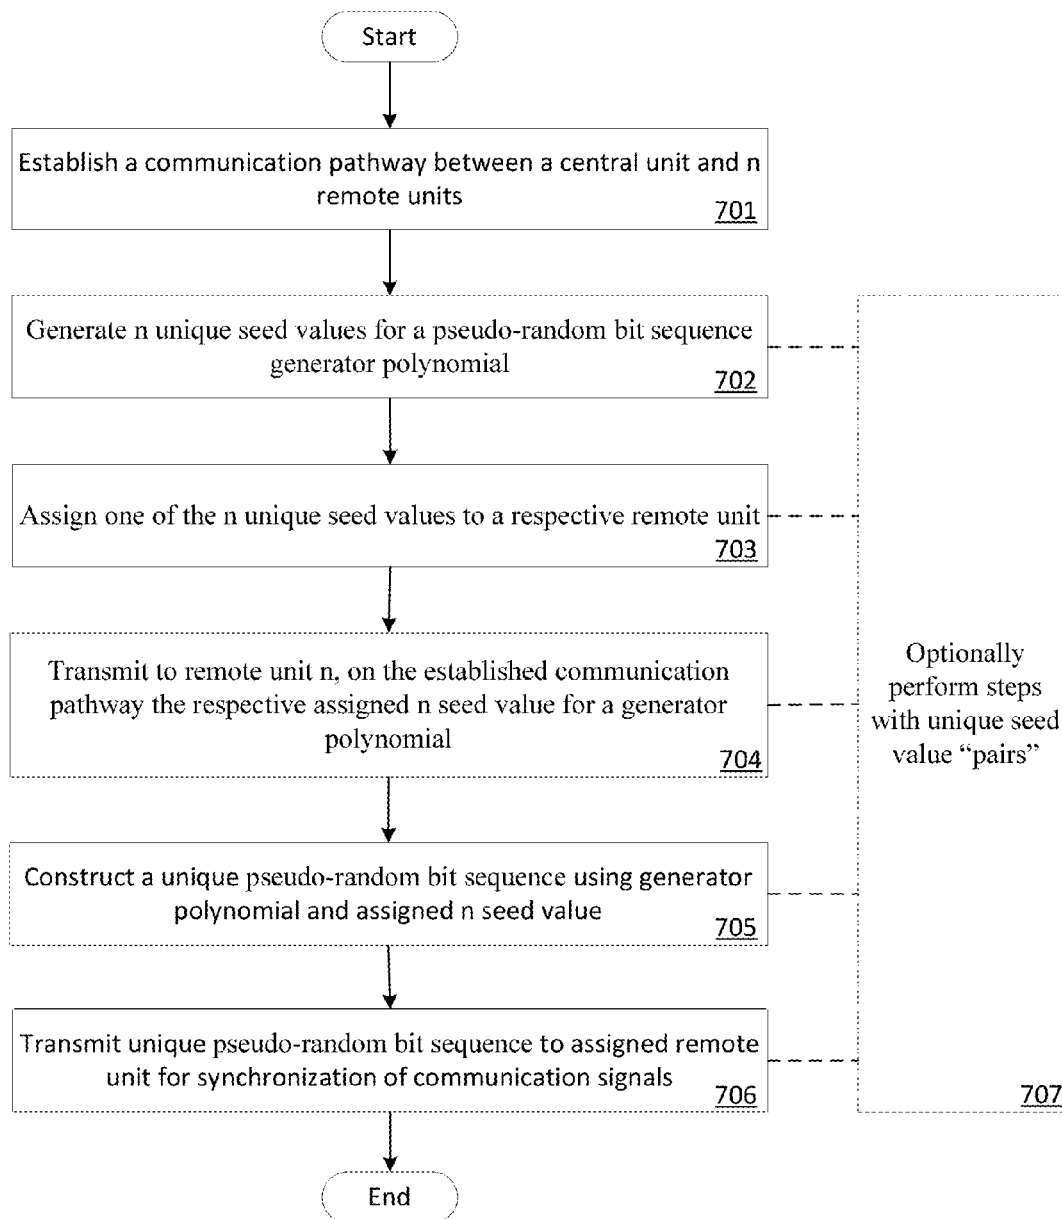 Start
Establish a communication pathway between a central unit and n
remote units
701
Generate n unique seed values for a pseudo-random bit sequence
generator polynomial
702
Assign one of the n unique seed values to a respective remote unit
703
Transmit to remote unit n, on the established communication
pathway the respective assigned n seed value for a generator
polynomial
704
Construct a unique pseudo-random bit sequence using generator
polynomial and assigned n seed value
705
Transmit unique pseudo-random bit sequence to assigned remote
unit for synchronization of communication signals
706
End
Optionally
perform steps
with unique seed
value “pairs”
707